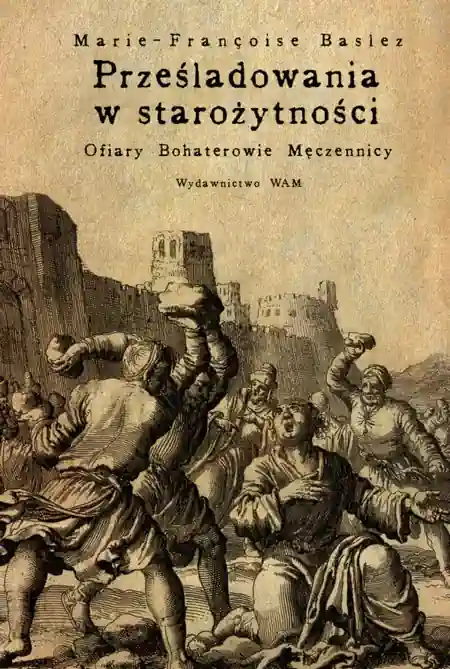 Marie-Françoise Baslez
Prześladowania
w starożytności
Ofiary Bohaterowie Męczennicy
Wydawnictwo WAM